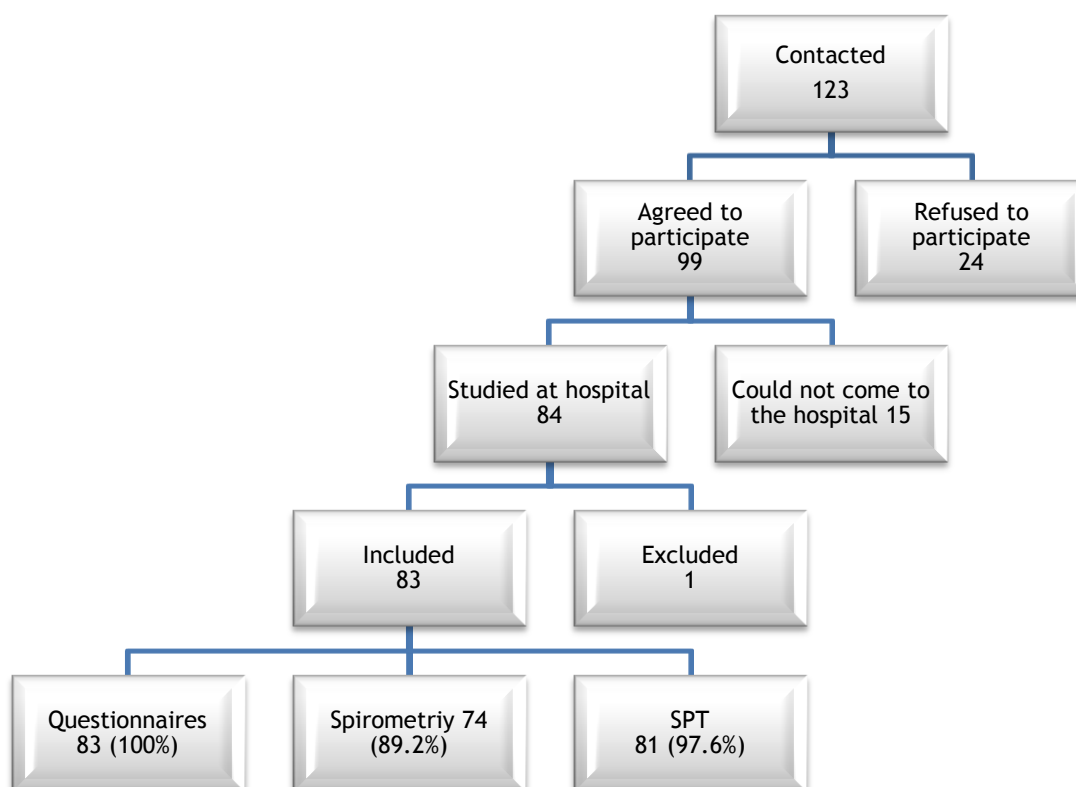 Contacted
123
Agreed to
participate
99
Refused to
participate
24
Studied at hospital
84
Could not come to
the hospital 15
Included
83
Excluded
1
Questionnaires
83 (100%)
Spirometriy 74
(89.2%)
SPT
81 (97.6%)